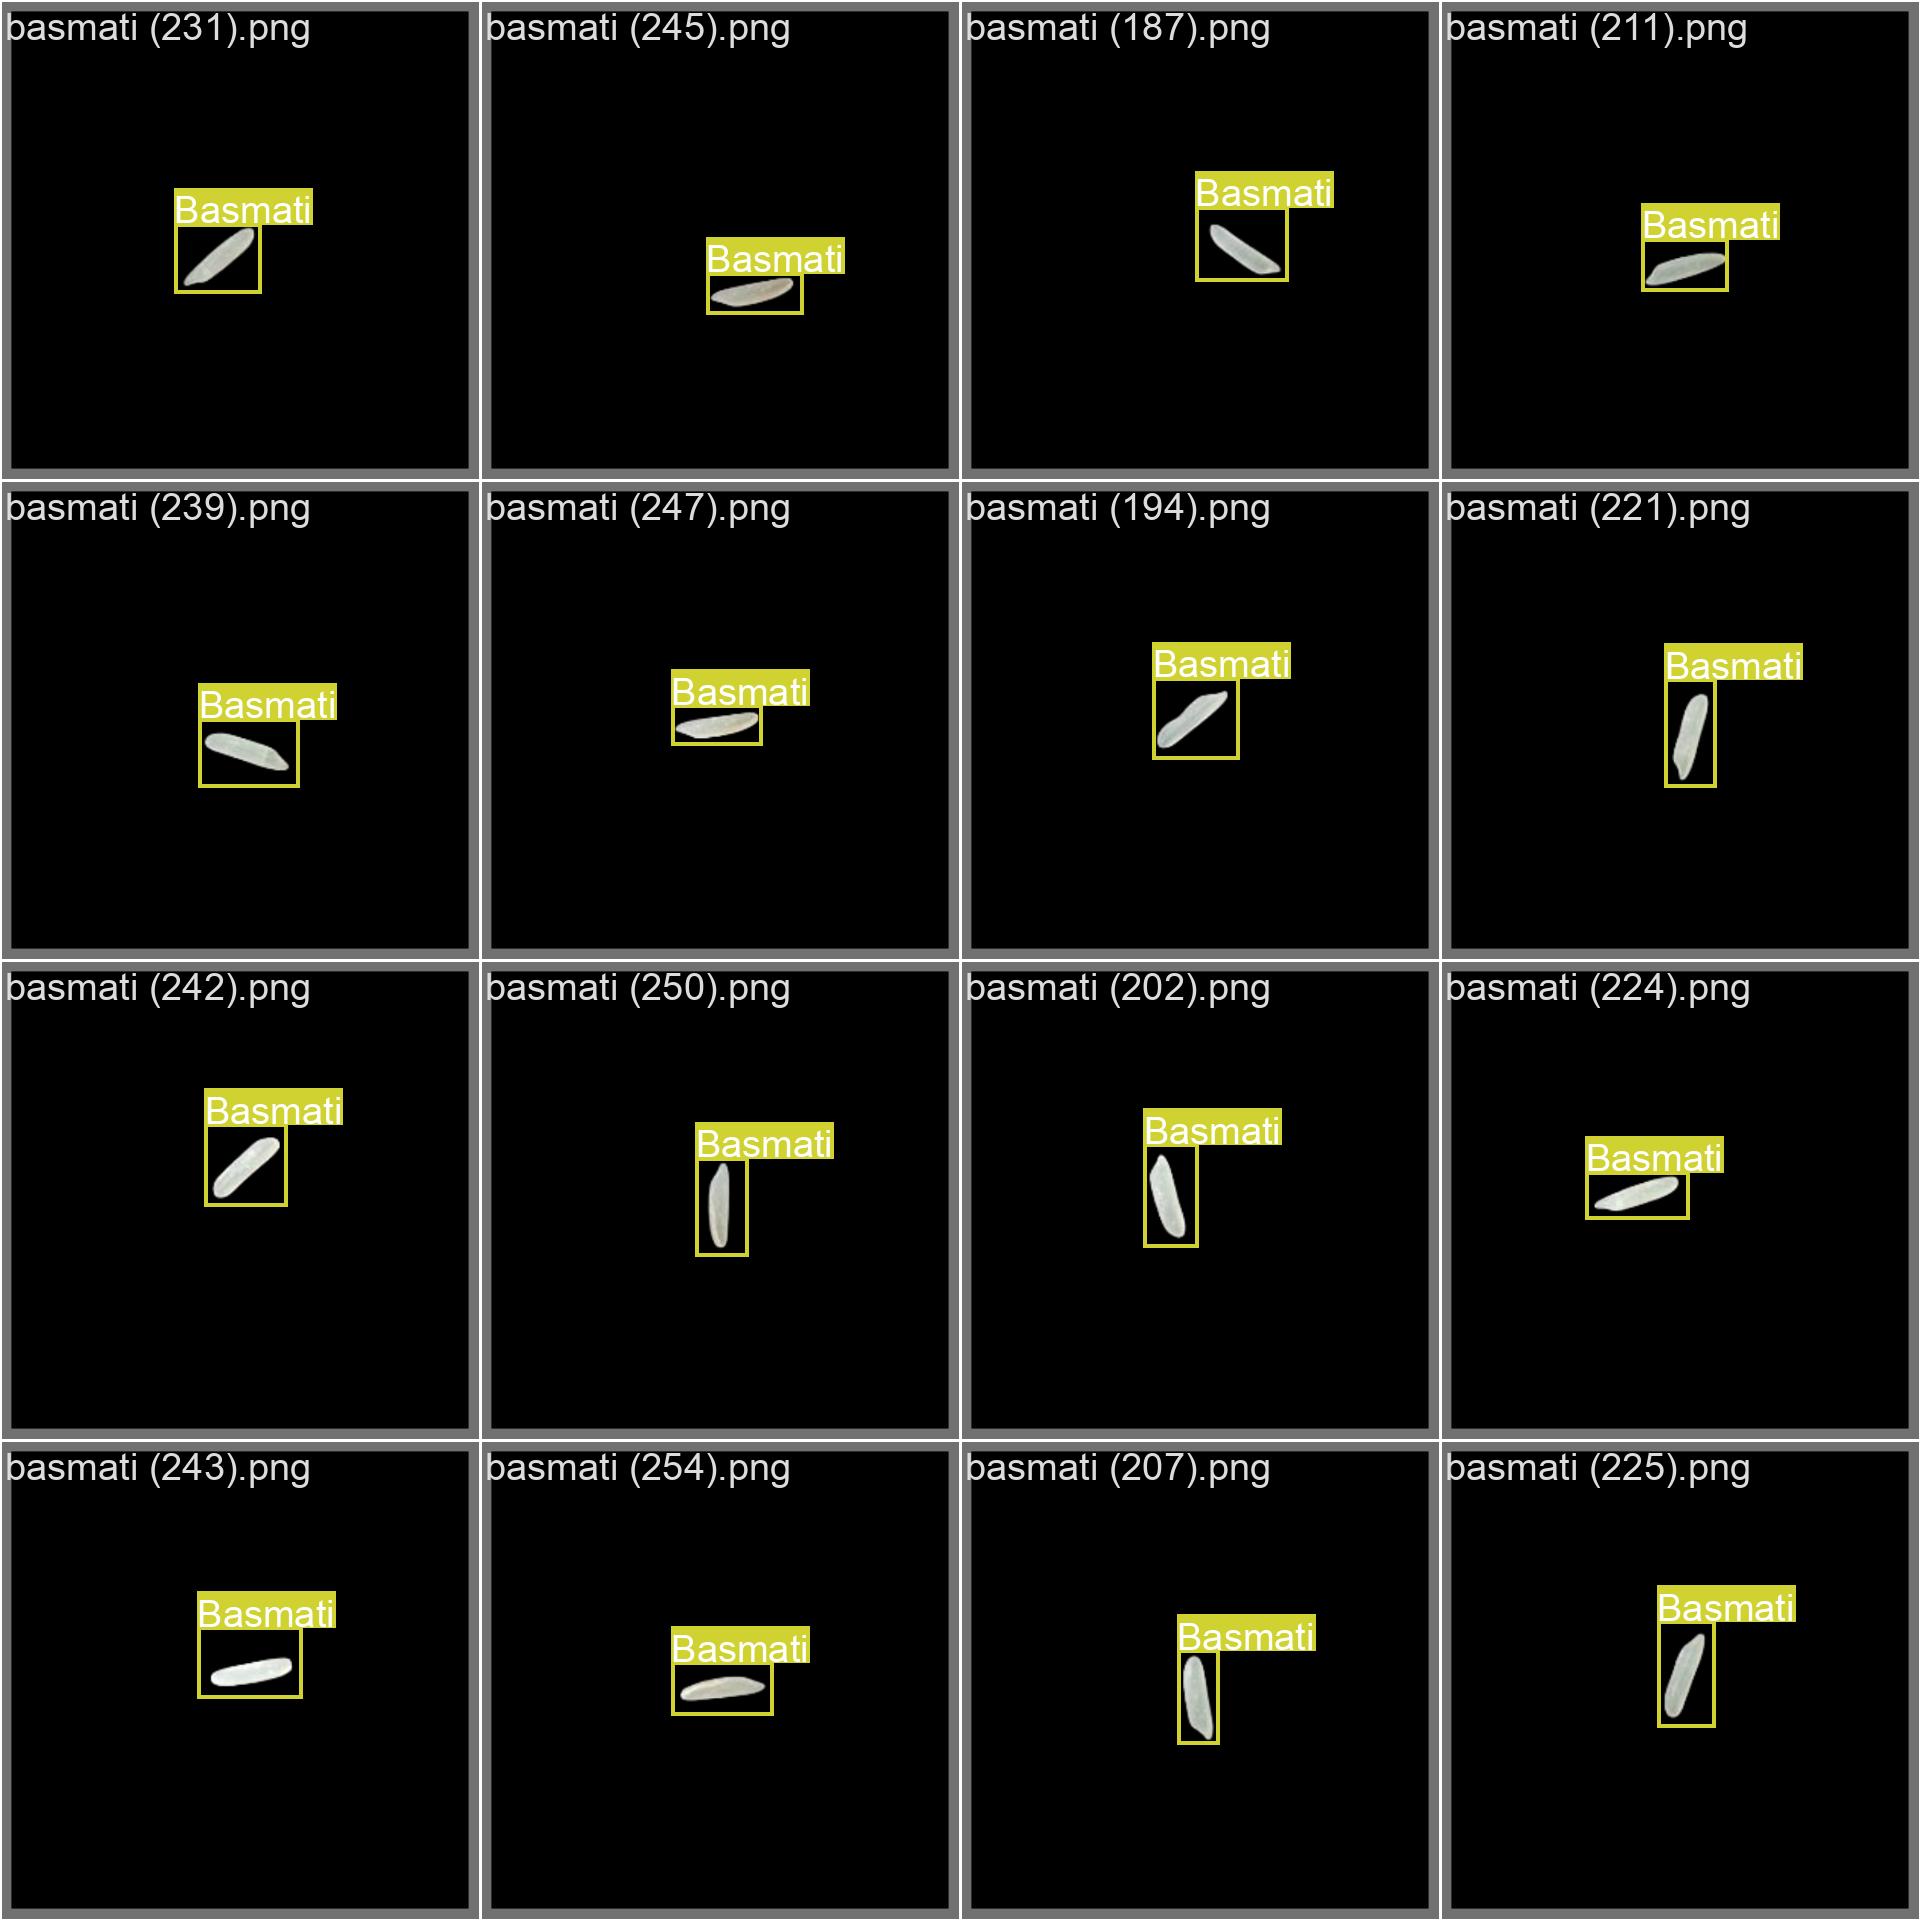 basmati (231).png
Basmati
basmati (245).png
Basmati
basmati (187).png
Basmati
basmati (211).png
Basmati
basmati (239).png
Basmati
basmati (247).png
Basmati
basmati (194).png
Basmati
basmati (221).png
Basmati
basmati (242).png
Basmati
basmati (250).png
Basmati
basmati (202).png
Basmati
basmati (224).png
Basmati
basmati (243).png
Basmati
basmati (254).png
Basmati
basmati (207).png
Basmati
basmati (225).png
Basmati